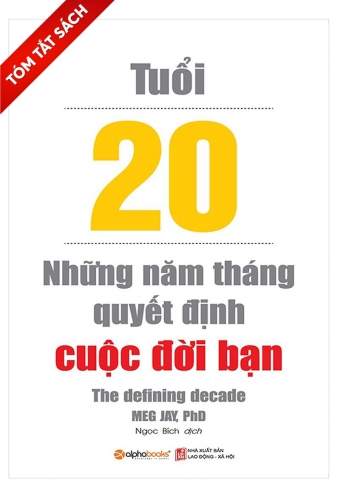 TÓM TẮT SÁCH
Tuổi
20
Những năm tháng
quyết định
cuộc đời bạn
The defining decade
MEG JAY, PhD
Ngọc Bích dịch
alphabooks
NHÀ XUẤT BẢN
LAO ĐỘNG - XÃ HỘI